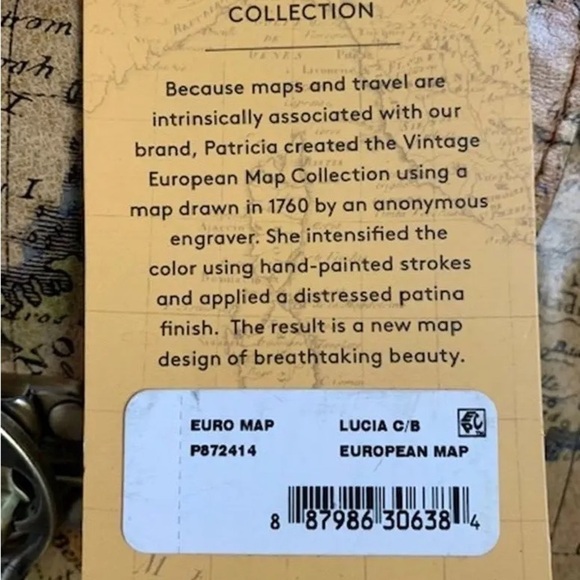 COLLECTION
Because maps and travel are
intrinsically associated with our
brand, Patricia created the Vintage
European Map Collection using a
map drawn in 1760 by an anonymous
engraver. She intensified the
color using hand-painted strokes
and applied a distressed patina
finish. The result is a new map
design of breathtaking beauty.
EURO MAP LUCIA C/B
P872414 EUROPEAN MAP
8 87986 30638 4